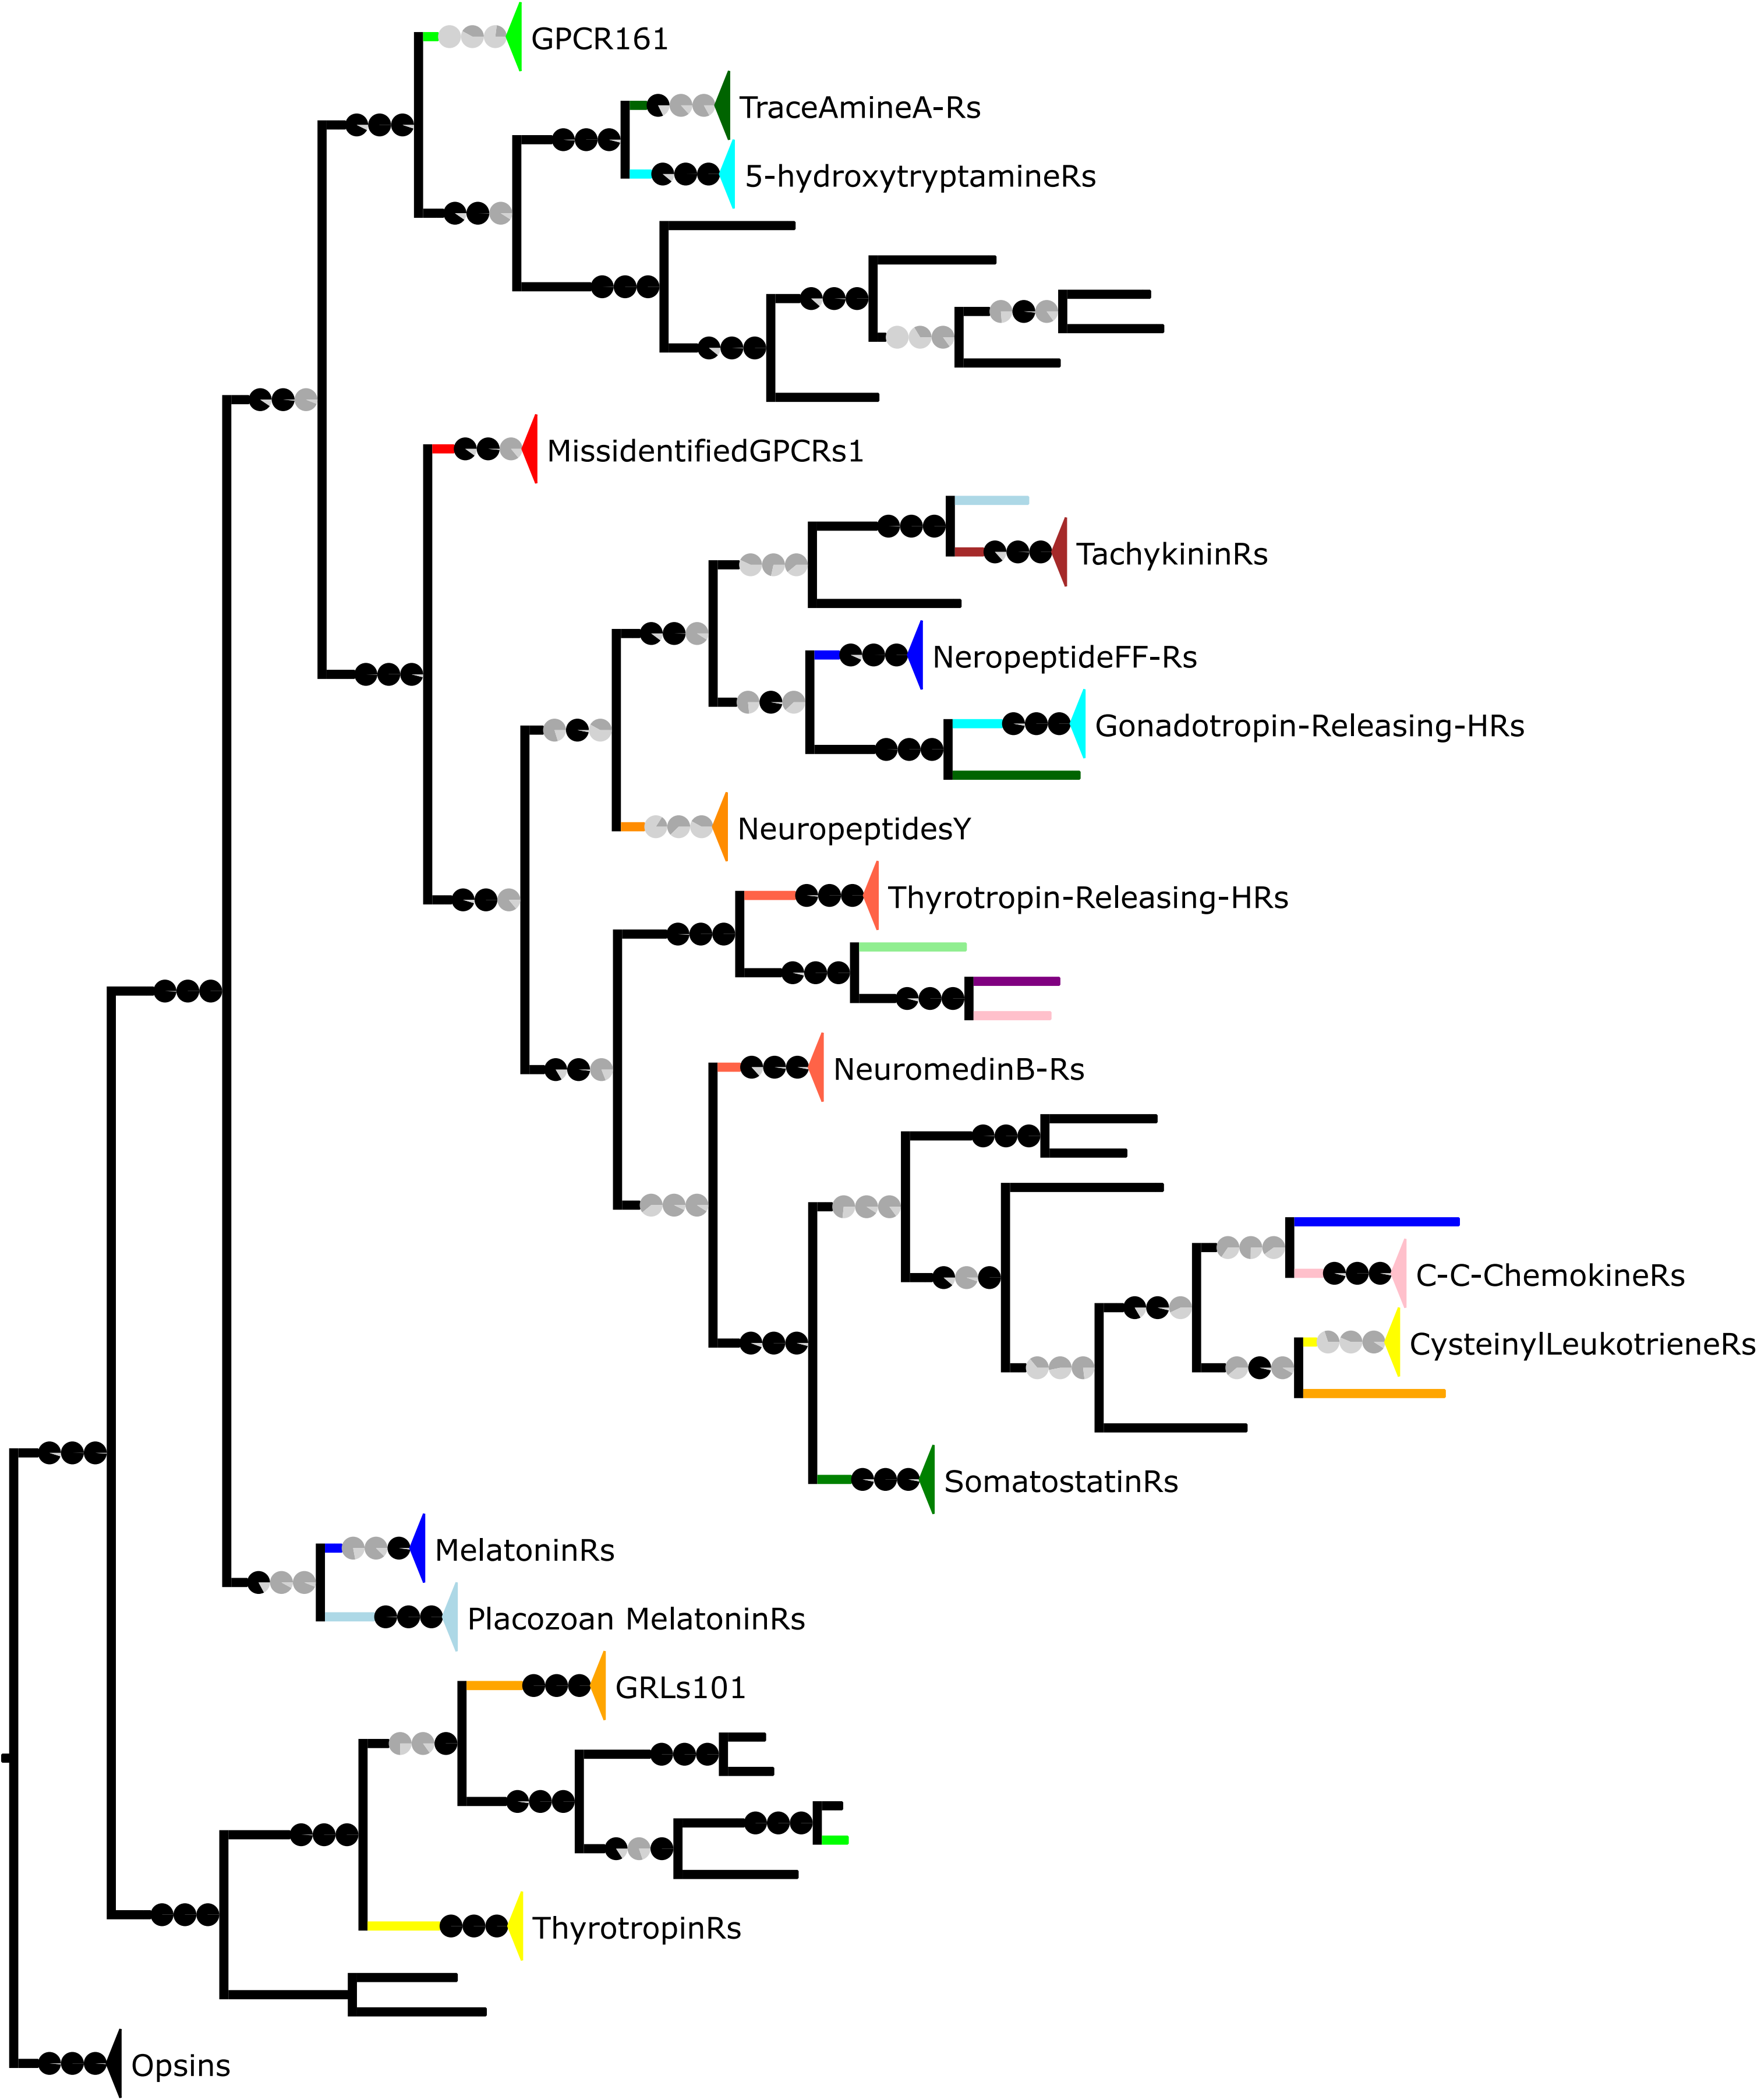 GPCR161
TraceAmineA-Rs
5-hydroxytryptamineRs
MissidentifiedGPCRs1
TachykininRs
NeropeptideFF-Rs
Gonadotropin-Releasing-HRs
NeuropeptidesY
Thyrotropin-Releasing-HRs
NeuromedinB-Rs
C-C-ChemokineRs
CysteinylLeukotrieneRs
SomatostatinRs
MelatoninRs
Placozoan MelatoninRs
GRLs101
ThyrotropinRs
Opsins